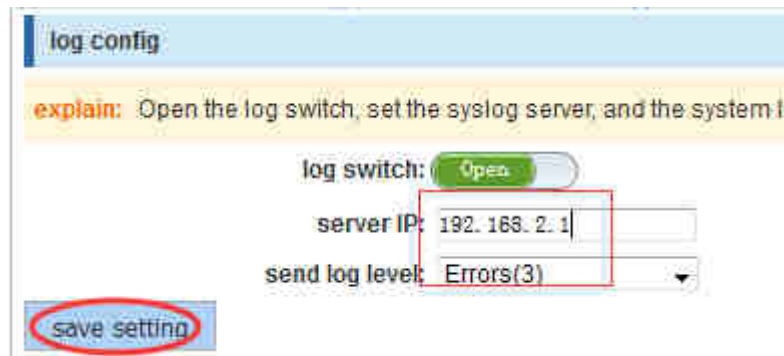 log config
explain: Open the log switch, set the syslog server, and the system l
log switch: Open
server IP: 192.168.2.1
send log level: Errors(3)
save setting